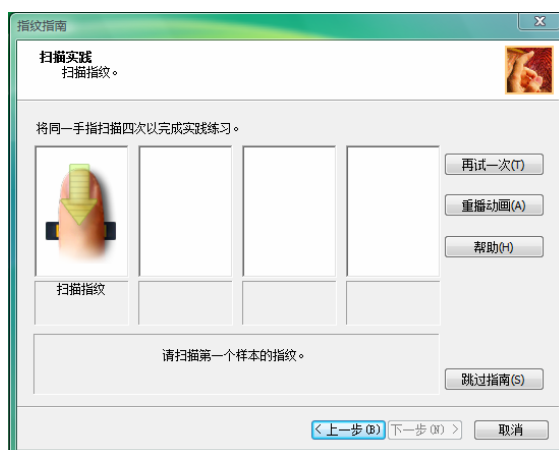 指纹指南
扫描实践
扫描指纹。
将同一手指扫描四次以完成实践练习。
再试一次(T)
重播动画(A)
帮助(H)
扫描指纹
请扫描第一个样本的指纹。
跳过指南(S)
< 上一步(B)
下一步(N) >
取消